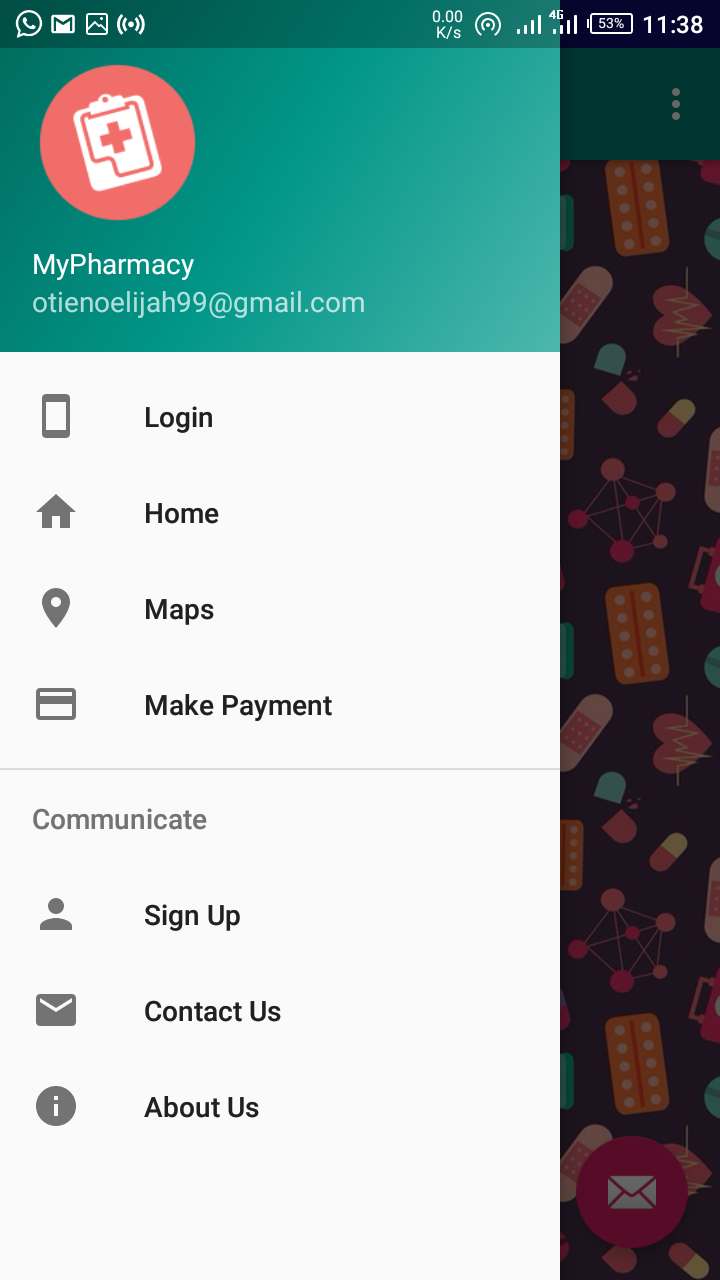 0.00
K/s
4G
53%
11:38
MyPharmacy
otienoelijah99@gmail.com
Login
Home
Maps
Make Payment
Communicate
Sign Up
Contact Us
About Us